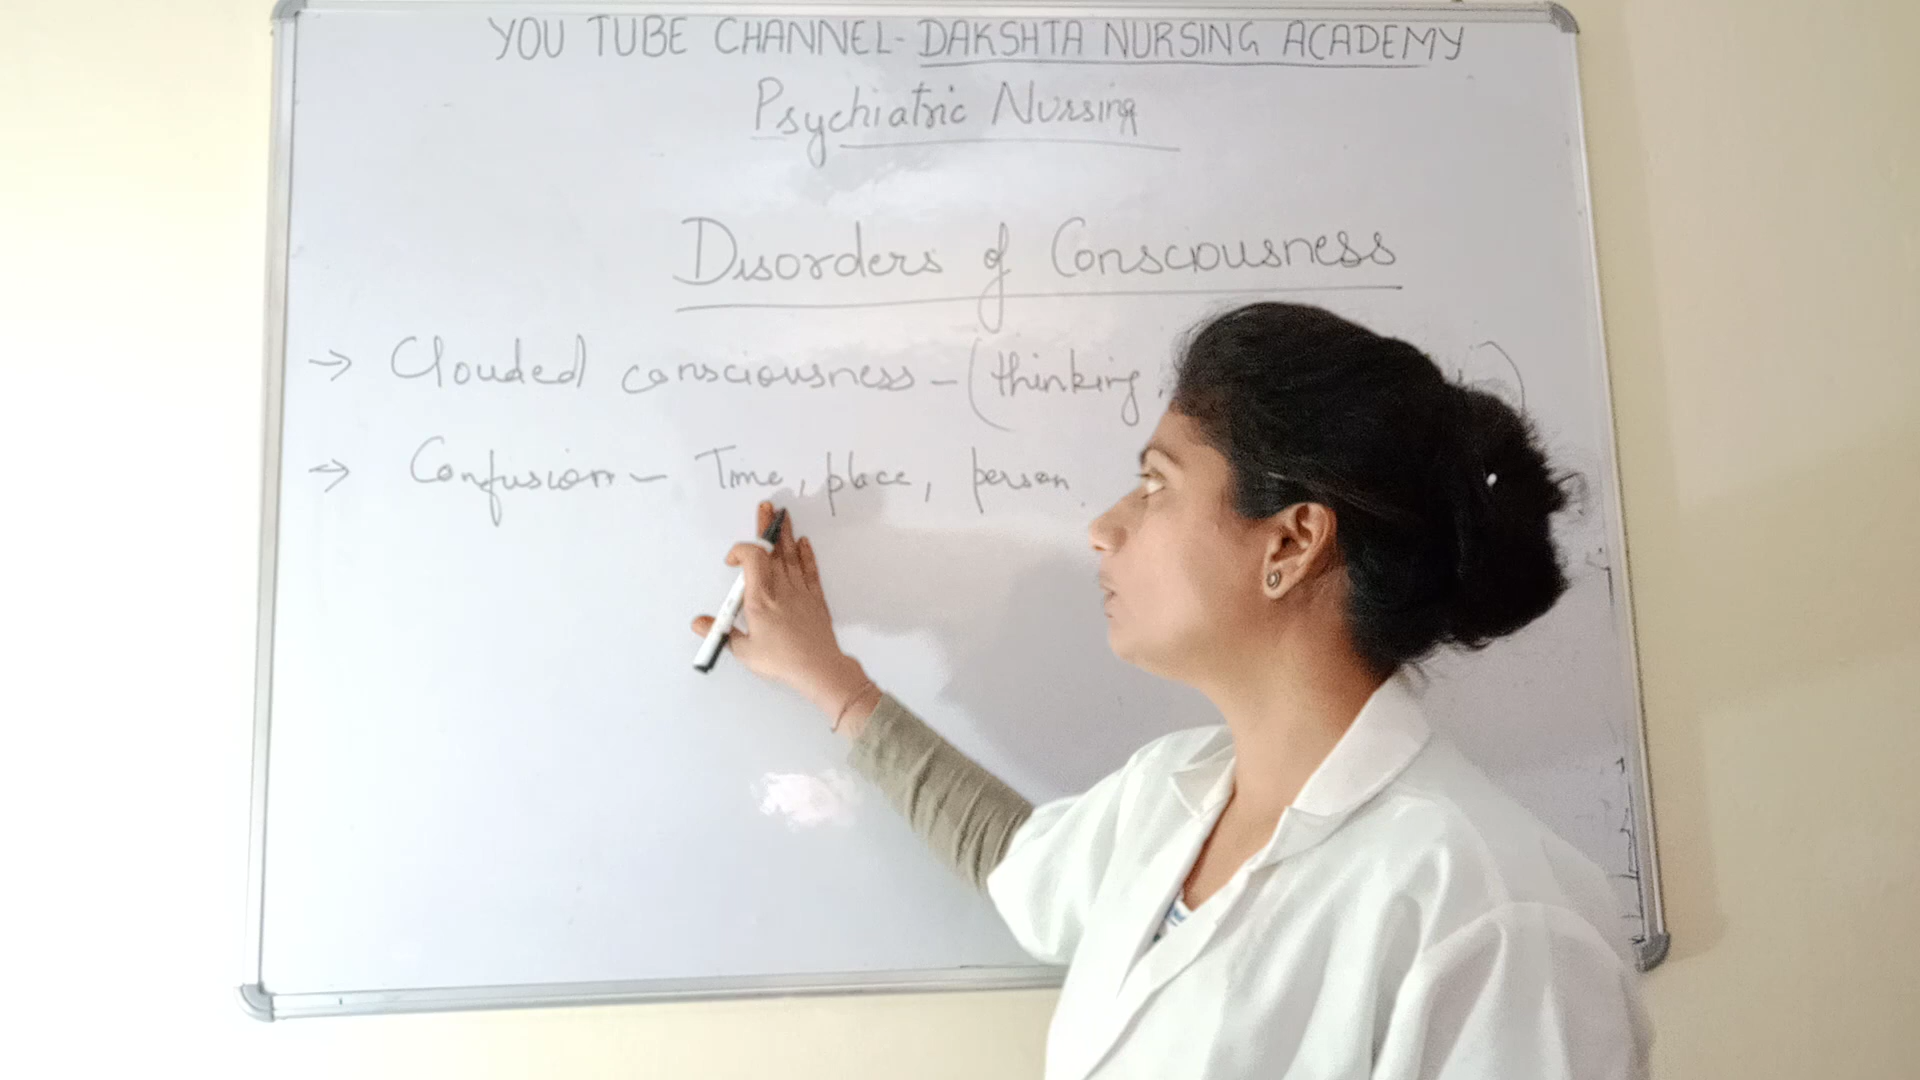 YOU TUBE CHANNEL- DAKSHTA NURSING ACADEMY
Psychiatric Nursing
Disorders of Consciousness
→ Clouded consciousness - (thinking, )
→ Confusion - Time, place, person